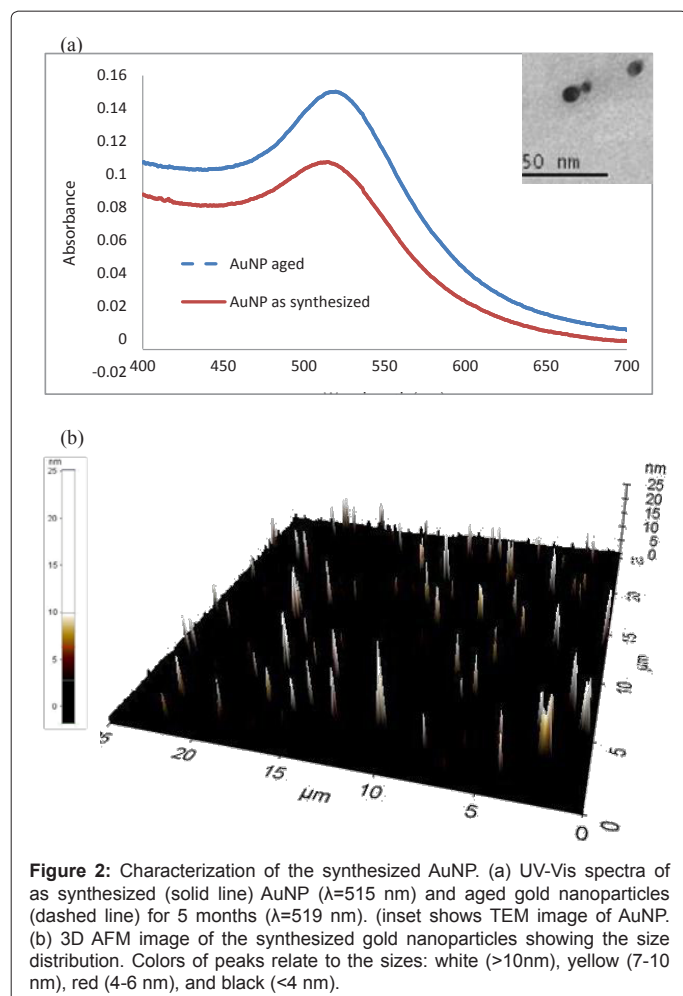 (a)
0.16
0.14
0.12
0.1
0.08
0.06
0.04
0.02
0
-0.02
Absorbance
AuNP aged
AuNP as synthesized
50 nm
400 450 500 550 600 650 700
(b)
nm
25
20
15
10
5
0
nm
25
20
15
10
5
0
20
15
µm
10
5
0
20
15
µm
10
5
0
Figure 2: Characterization of the synthesized AuNP. (a) UV-Vis spectra of
as synthesized (solid line) AuNP (λ=515 nm) and aged gold nanoparticles
(dashed line) for 5 months (λ=519 nm). (inset shows TEM image of AuNP.
(b) 3D AFM image of the synthesized gold nanoparticles showing the size
distribution. Colors of peaks relate to the sizes: white (>10nm), yellow (7-10
nm), red (4-6 nm), and black (<4 nm).